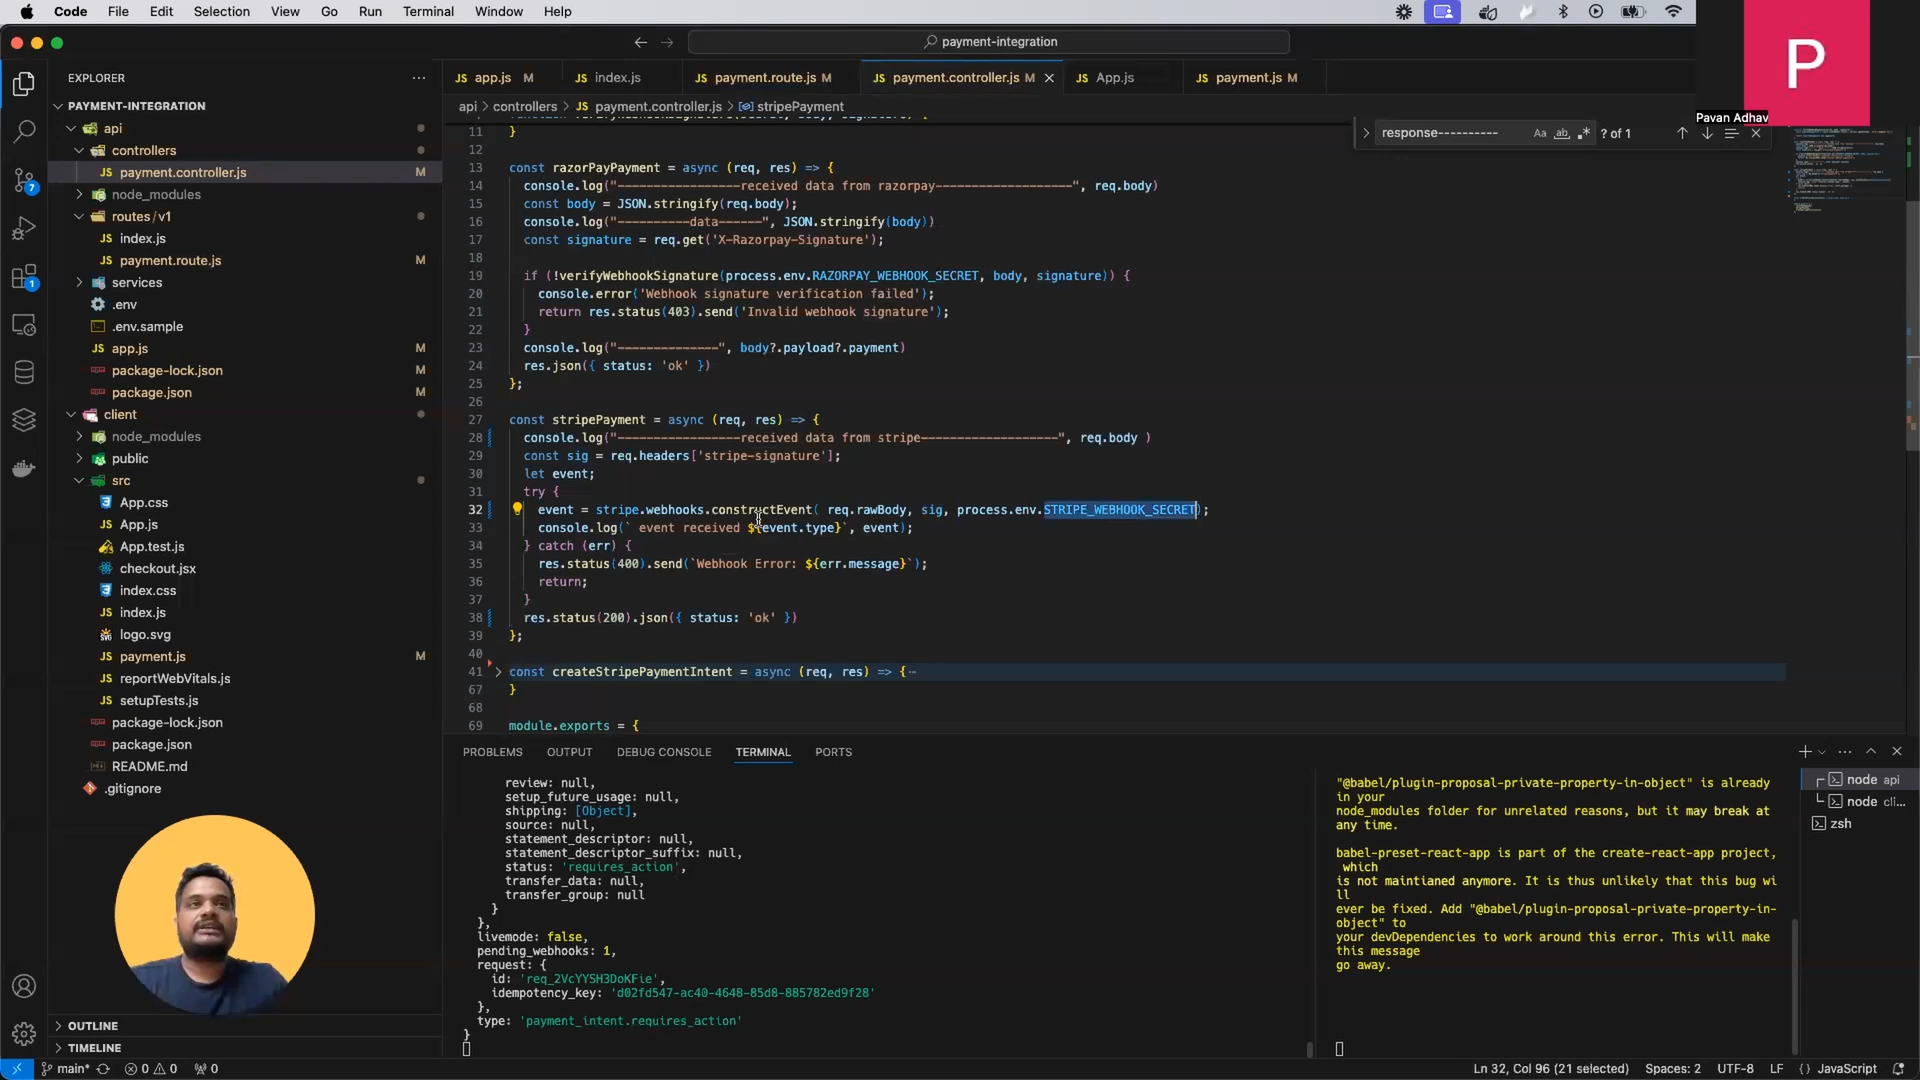 Code File Edit Selection View Go Run Terminal Window Help
payment-integration
P
Pavan Adhav
EXPLORER
PAYMENT-INTEGRATION
api
controllers
JS payment.controller.js M
node_modules
routes / v1
JS index.js
JS payment.route.js M
services
.env
.env.sample
JS app.js M
package-lock.json
package.json M
client
node_modules
public
src
App.css
JS App.js
App.test.js
checkout.jsx
index.css
JS index.js
logo.svg
JS payment.js M
JS reportWebVitals.js
JS setupTests.js
package-lock.json
package.json
README.md
.gitignore
OUTLINE
TIMELINE
7
1
JS app.js M JS index.js JS payment.route.js M JS payment.controller.js M JS App.js JS payment.js M
api > controllers > JS payment.controller.js > stripePayment
response---------- Aa ab ? of 1
11 }
12
13 const razorPayPayment = async (req, res) => {
14 console.log("-----------------received data from razorpay-------------------", req.body)
15 const body = JSON.stringify(req.body);
16 console.log("----------data------", JSON.stringify(body))
17 const signature = req.get('X-Razorpay-Signature');
18
19 if (!verifyWebhookSignature(process.env.RAZORPAY_WEBHOOK_SECRET, body, signature)) {
20 console.error('Webhook signature verification failed');
21 return res.status(403).send('Invalid webhook signature');
22 }
23 console.log("--------------", body?.payload?.payment)
24 res.json({ status: 'ok' })
25 };
26
27 const stripePayment = async (req, res) => {
28 console.log("-----------------received data from stripe-------------------", req.body )
29 const sig = req.headers['stripe-signature'];
30 let event;
31 try {
32 event = stripe.webhooks.constructEvent( req.rawBody, sig, process.env.STRIPE_WEBHOOK_SECRET);
33 console.log(` event received ${event.type}`, event);
34 } catch (err) {
35 res.status(400).send(`Webhook Error: ${err.message}`);
36 return;
37 }
38 res.status(200).json({ status: 'ok' })
39 };
40
41 const createStripePaymentIntent = async (req, res) => {
67 }
68
69 module.exports = {
PROBLEMS OUTPUT DEBUG CONSOLE TERMINAL PORTS
review: null,
setup_future_usage: null,
shipping: [Object],
source: null,
statement_descriptor: null,
statement_descriptor_suffix: null,
status: 'requires_action',
transfer_data: null,
transfer_group: null
}
},
livemode: false,
pending_webhooks: 1,
request: {
id: 'req_2VcYY5H3DoKFie',
idempotency_key: 'd02fd547-ac40-4648-85d8-885782ed9f28'
},
type: 'payment_intent.requires_action'
}
"@babel/plugin-proposal-private-property-in-object" is already
in your
node_modules folder for unrelated reasons, but it may break at
any time.
babel-preset-react-app is part of the create-react-app project,
which
is not maintianed anymore. It is thus unlikely that this bug wi
ll
ever be fixed. Add "@babel/plugin-proposal-private-property-in-
object" to
your devDependencies to work around this error. This will make
this message
go away.
node api
node cli...
zsh
main* 0 0 0 Ln 32, Col 96 (21 selected) Spaces: 2 UTF-8 LF {} JavaScript